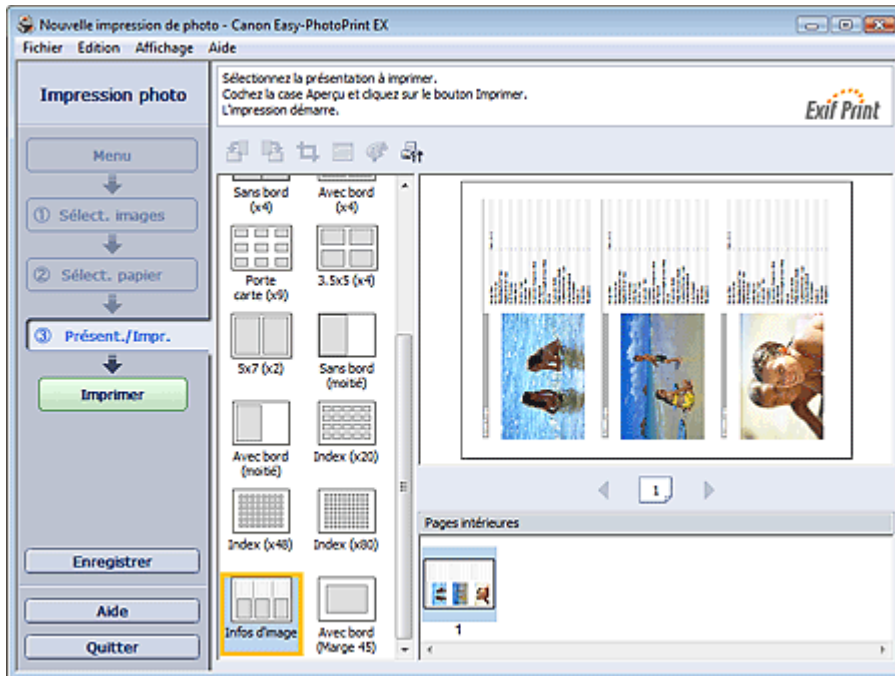 Nouvelle impression de photo - Canon Easy-PhotoPrint EX
Fichier Edition Affichage Aide
Impression photo
Sélectionnez la présentation à imprimer.
Cochez la case Aperçu et cliquez sur le bouton Imprimer.
L'impression démarre.
Exif Print
Menu
① Sélect. images
② Sélect. papier
③ Présent./Impr.
Imprimer
Enregistrer
Aide
Quitter
Sans bord
(x4)
Avec bord
(x4)
Porte
carte (x9)
3.5x5 (x4)
5x7 (x2)
Sans bord
(moitié)
Avec bord
(moitié)
Index (x20)
Index (x48)
Index (x80)
Infos d'image
Avec bord
(Marge 45)
1
Pages intérieures
1